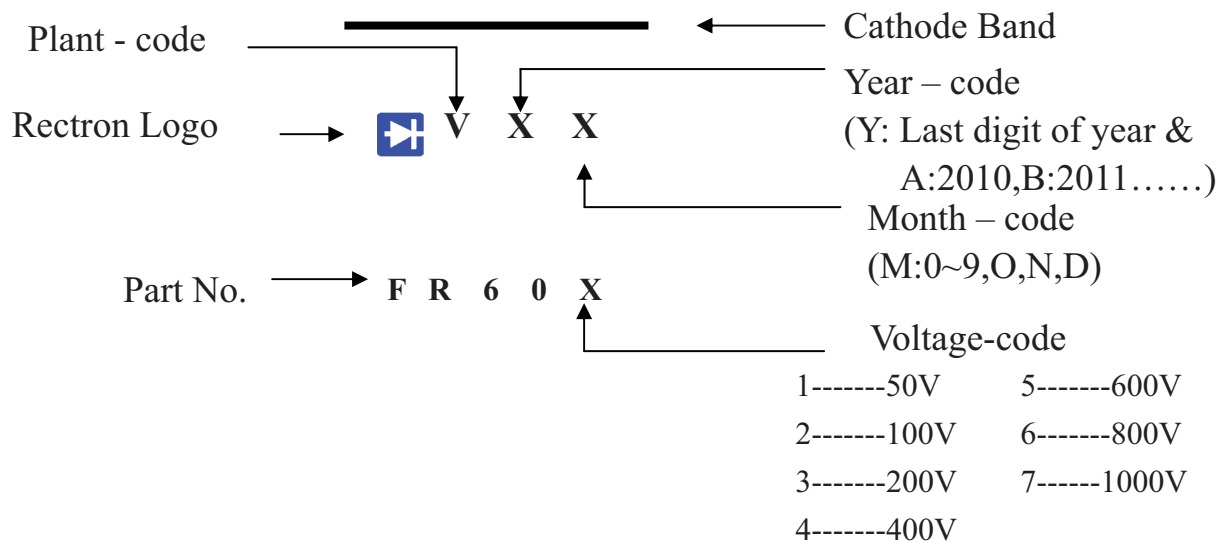 Plant - code
Cathode Band
Year – code
Rectron Logo
V X X
(Y: Last digit of year &
A:2010,B:2011……)
Month – code
(M:0~9,O,N,D)
Part No.
F R 6 0 X
Voltage-code
1-------50V 5-------600V
2-------100V 6-------800V
3-------200V 7------1000V
4-------400V